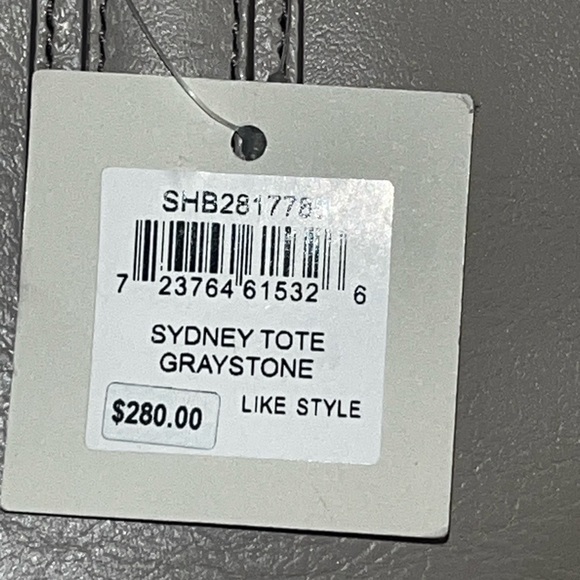 SHB281778
7 23764 61532 6
SYDNEY TOTE
GRAYSTONE
$280.00 LIKE STYLE